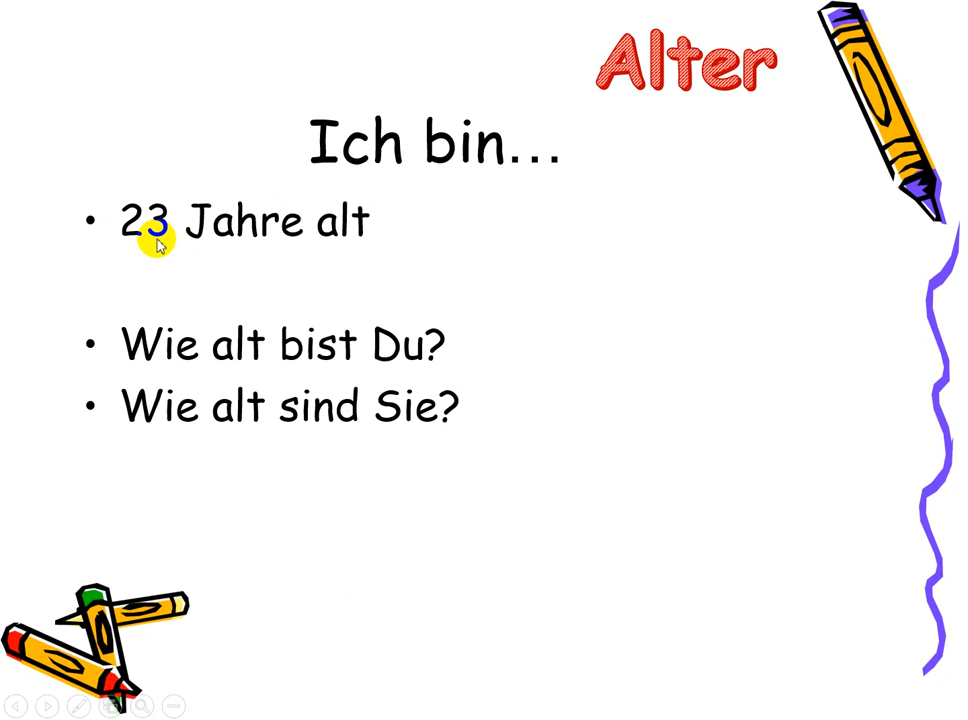 Alter
Ich bin…
• 23 Jahre alt
• Wie alt bist Du?
• Wie alt sind Sie?